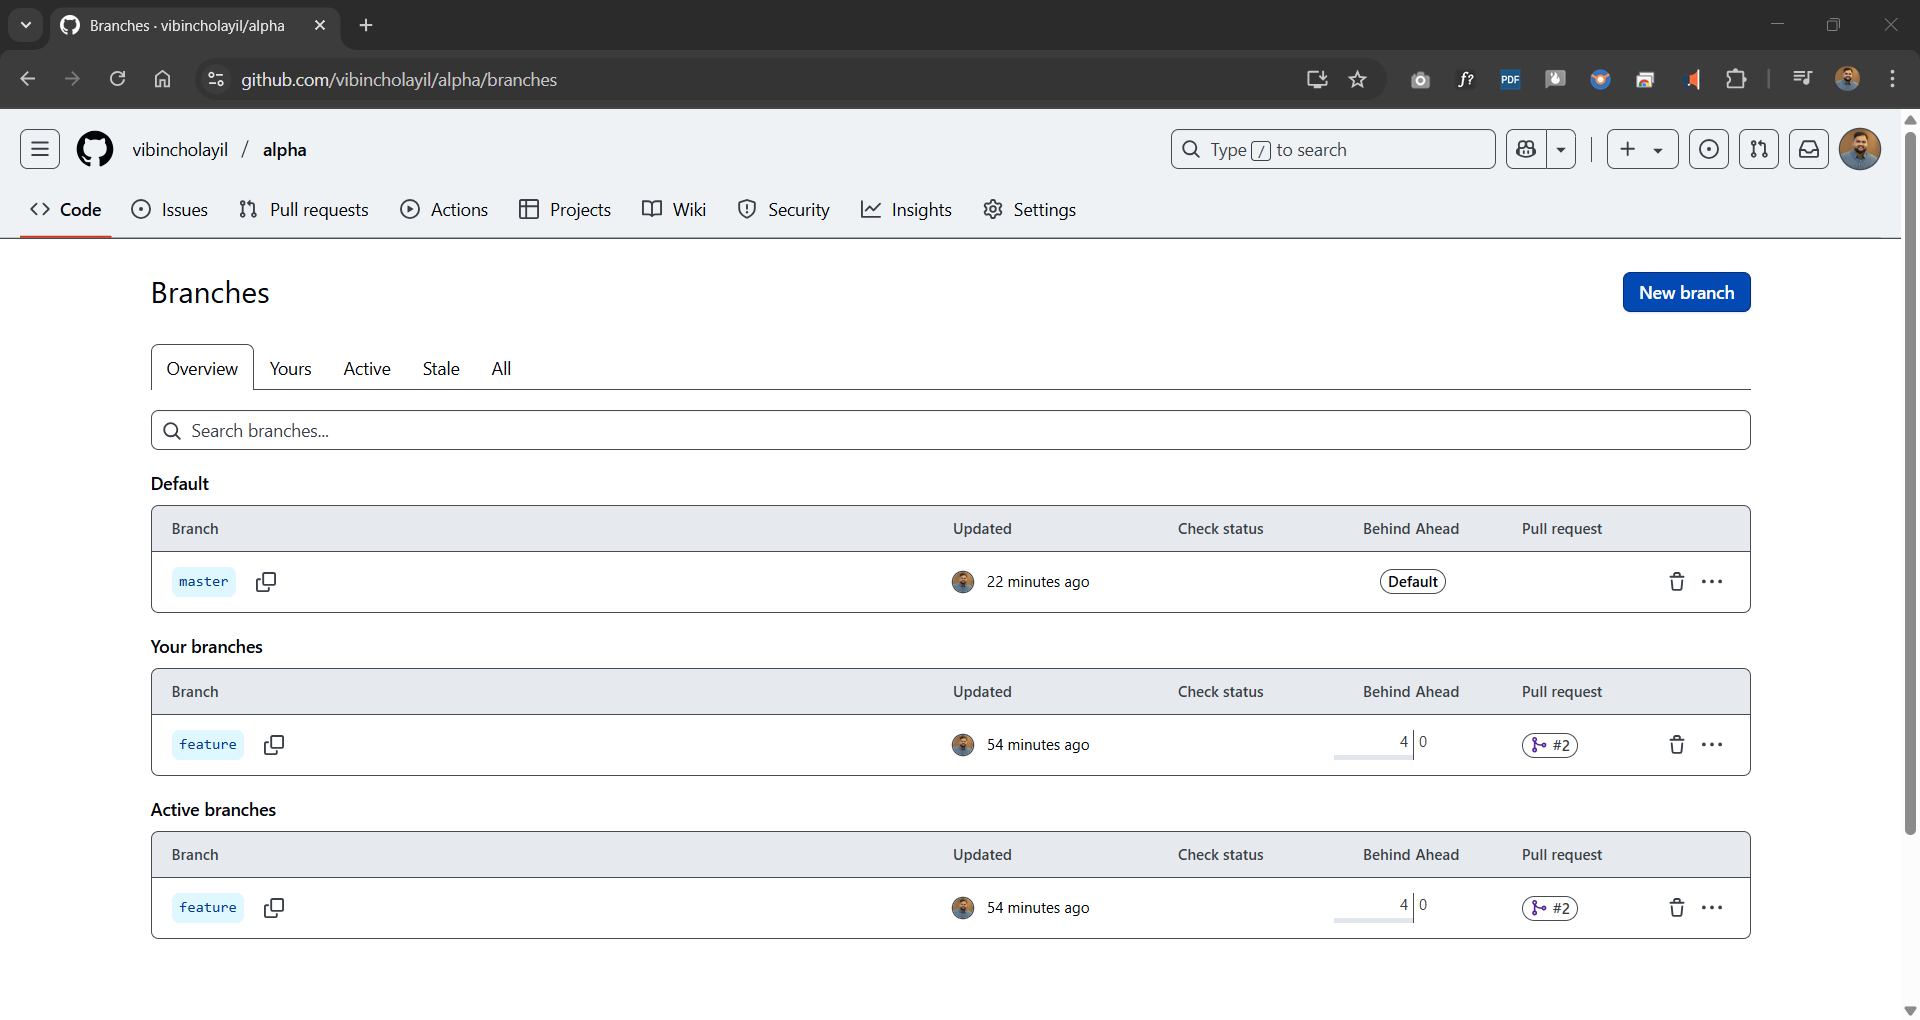 Branches · vibincholayil/alpha
github.com/vibincholayil/alpha/branches
f?
PDF
vibincholayil / alpha
Type / to search
Code Issues Pull requests Actions Projects Wiki Security Insights Settings
Branches
New branch
Overview Yours Active Stale All
Search branches...
Default
Branch Updated Check status Behind Ahead Pull request
master 22 minutes ago Default
Your branches
Branch Updated Check status Behind Ahead Pull request
feature 54 minutes ago 4 0 #2
Active branches
Branch Updated Check status Behind Ahead Pull request
feature 54 minutes ago 4 0 #2